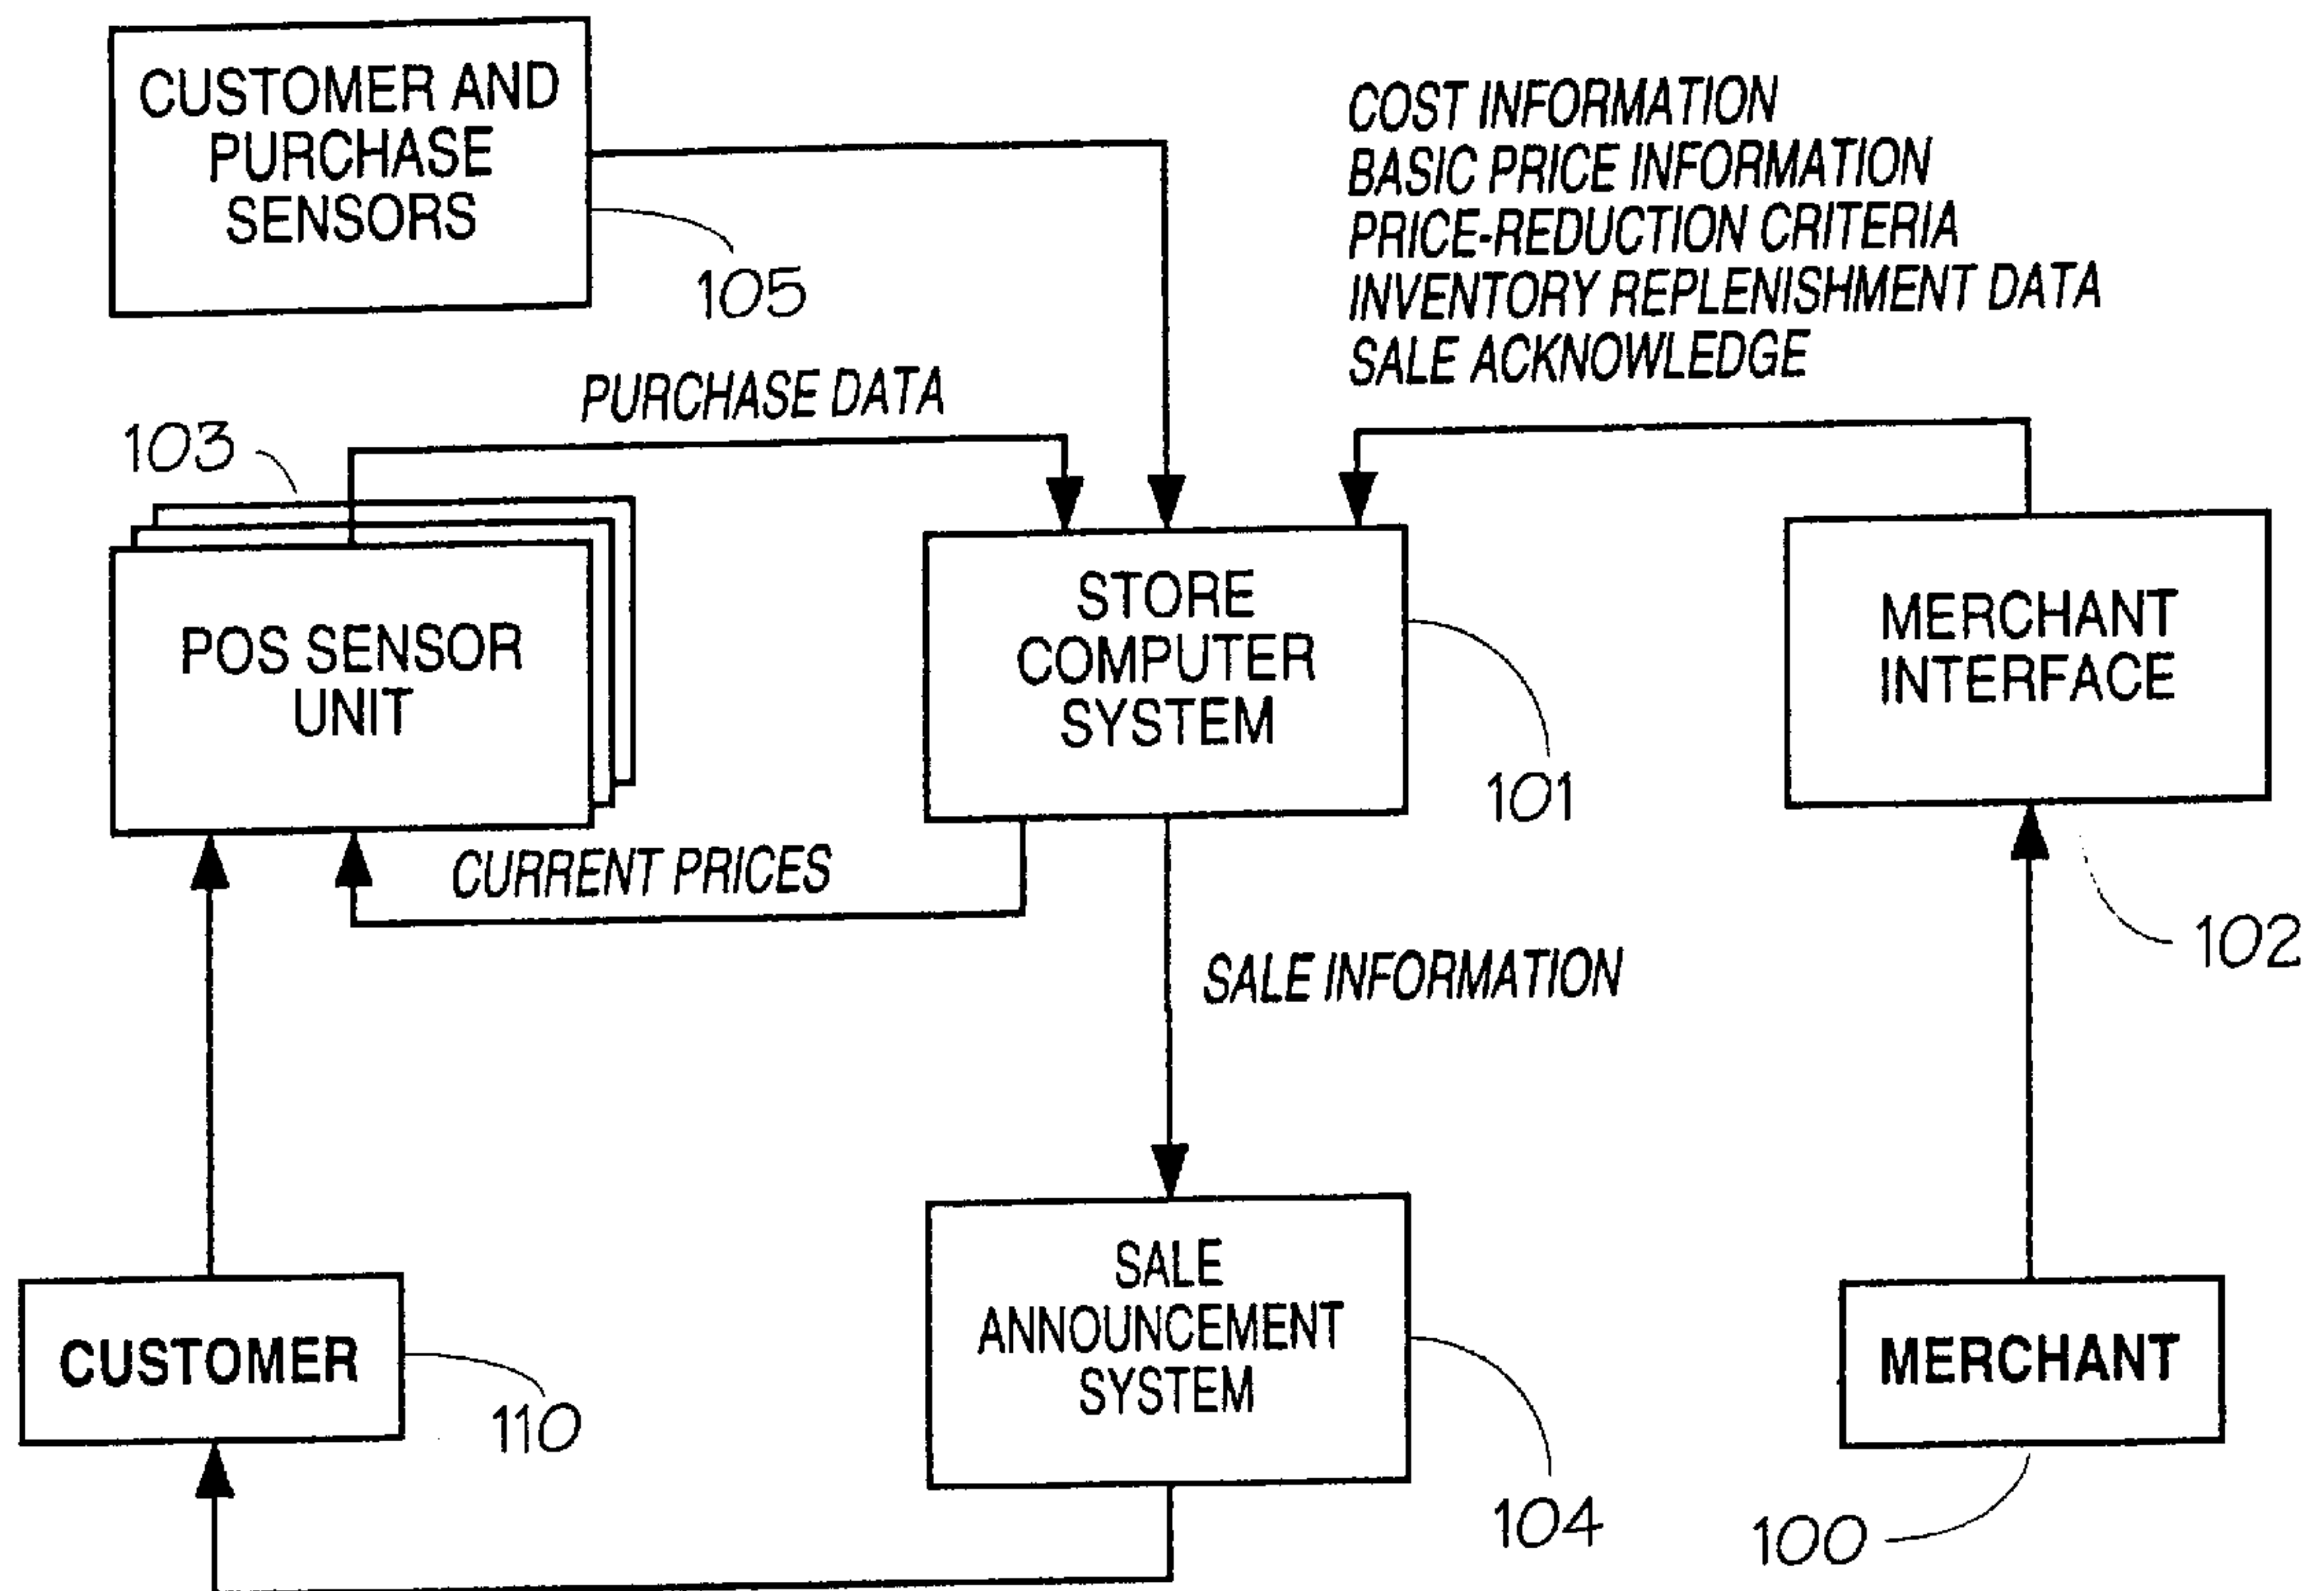 CUSTOMER AND
PURCHASE
SENSORS
105
COST INFORMATION
BASIC PRICE INFORMATION
PRICE-REDUCTION CRITERIA
INVENTORY REPLENISHMENT DATA
SALE ACKNOWLEDGE
PURCHASE DATA
103
POS SENSOR
UNIT
STORE
COMPUTER
SYSTEM
101
MERCHANT
INTERFACE
102
CURRENT PRICES
SALE INFORMATION
CUSTOMER
110
SALE
ANNOUNCEMENT
SYSTEM
104
MERCHANT
100